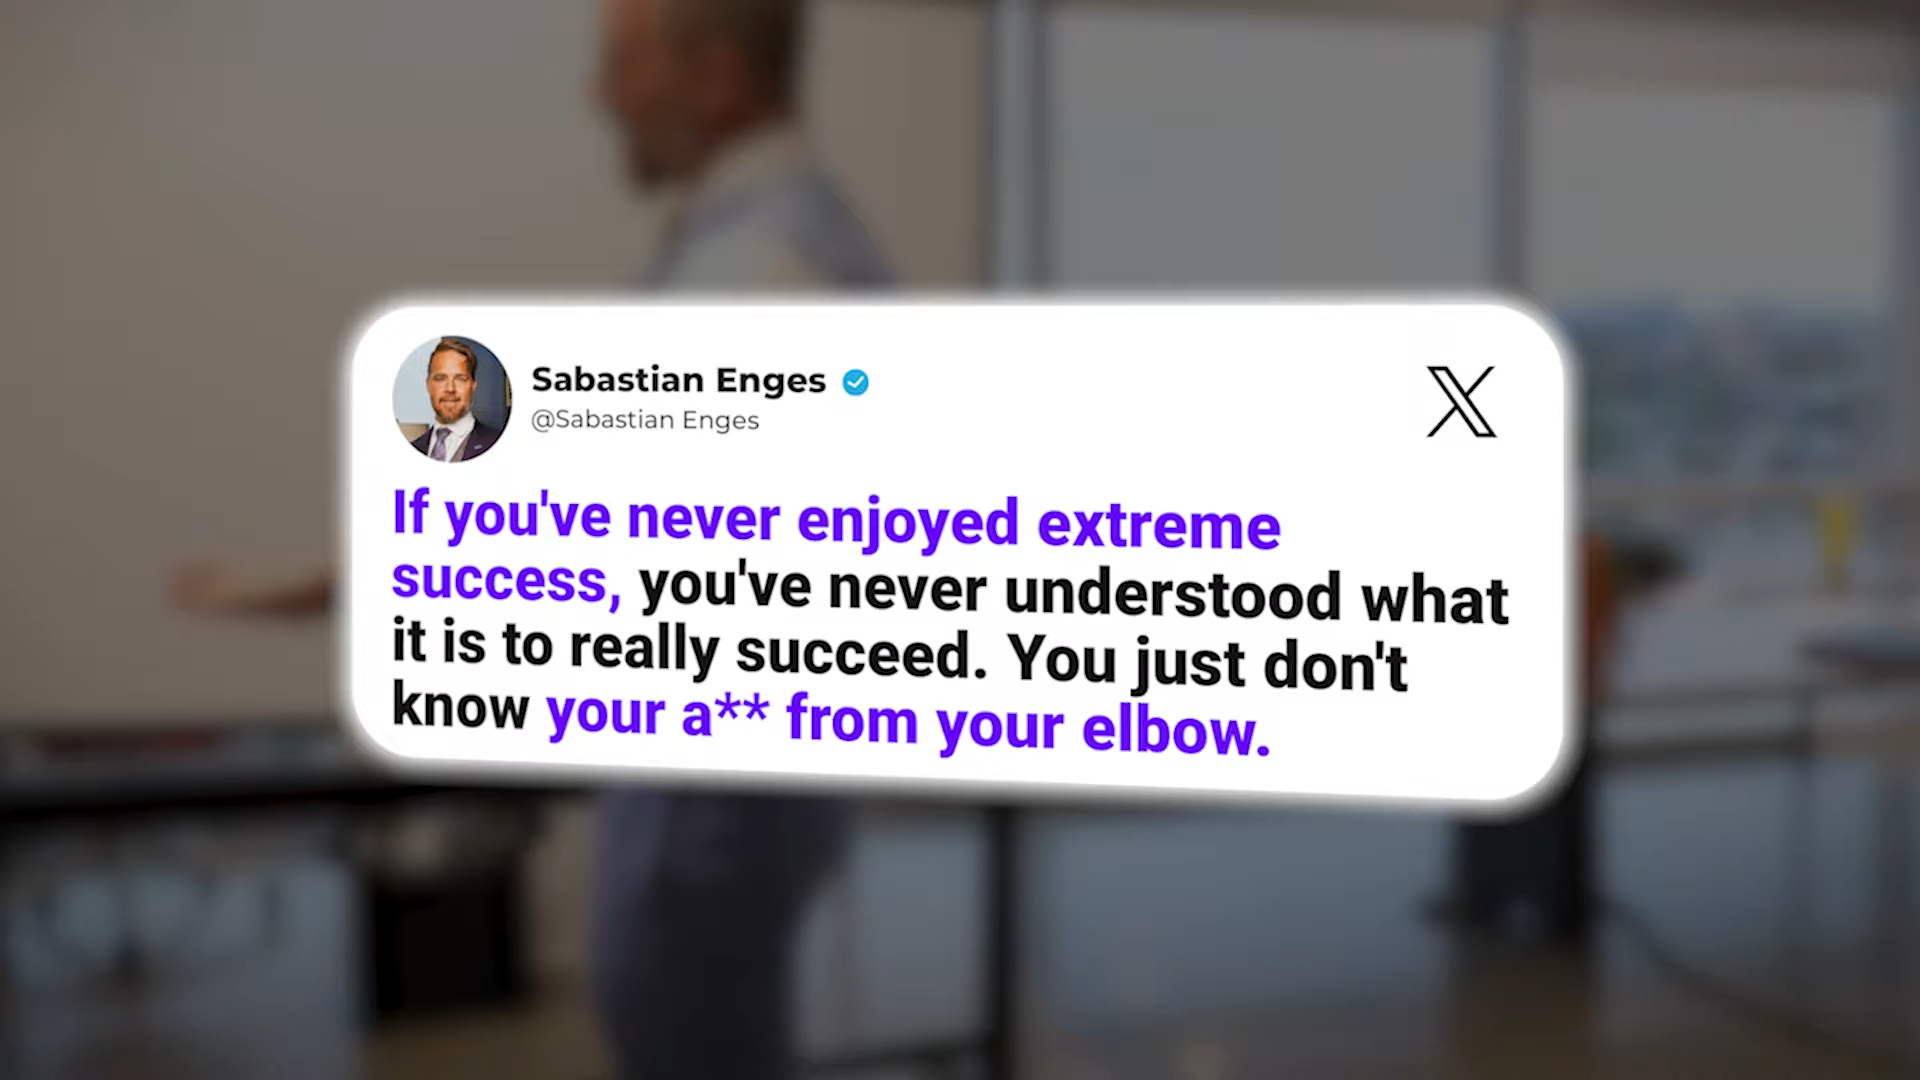 Sabastian Enges
@Sabastian Enges
If you've never enjoyed extreme
success, you've never understood what
it is to really succeed. You just don't
know your a** from your elbow.